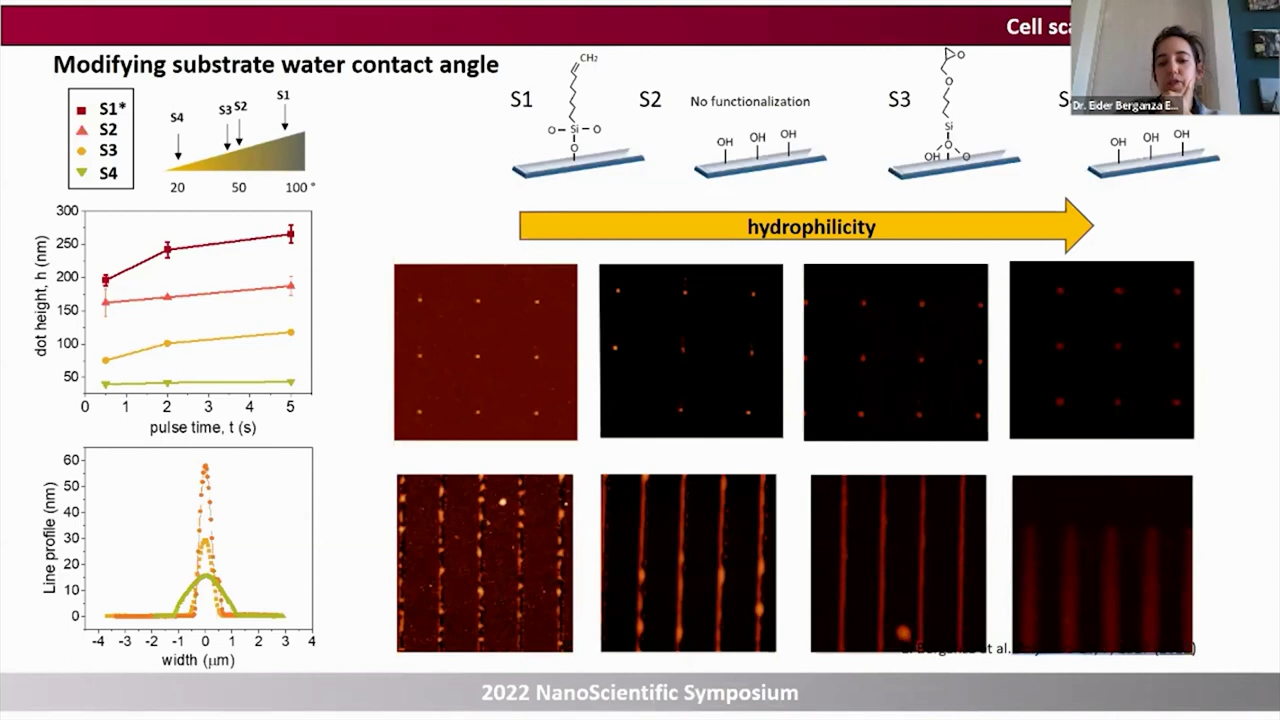 Cell sca
Dr. Eider Berganza E...
Modifying substrate water contact angle
S1*
S2
S3
S4
S4
S3
S2
S1
20
50
100 °
S1
CH2
O
Si
O
O
S2
No functionalization
OH
OH
OH
S3
O
O
Si
O
OH
O
S
OH
OH
OH
hydrophilicity
dot height, h (nm)
300
250
200
150
100
50
0
1
2
3
4
5
pulse time, t (s)
Line profile (nm)
60
50
40
30
20
10
0
-4
-3
-2
-1
0
1
2
3
4
width (μm)
et al.
2022 NanoScientific Symposium